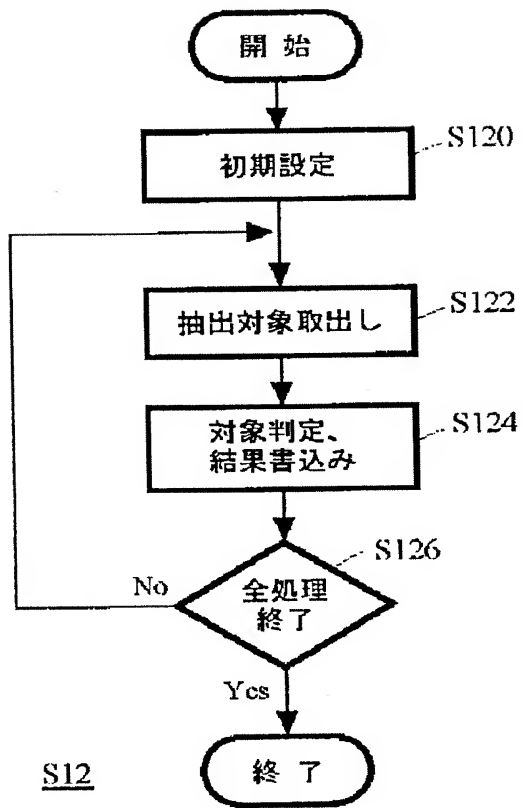 開始
初期設定
S120
抽出対象取出し
S122
対象判定、
結果書込み
S124
全処理
終了
S126
No
Yes
終了
S12